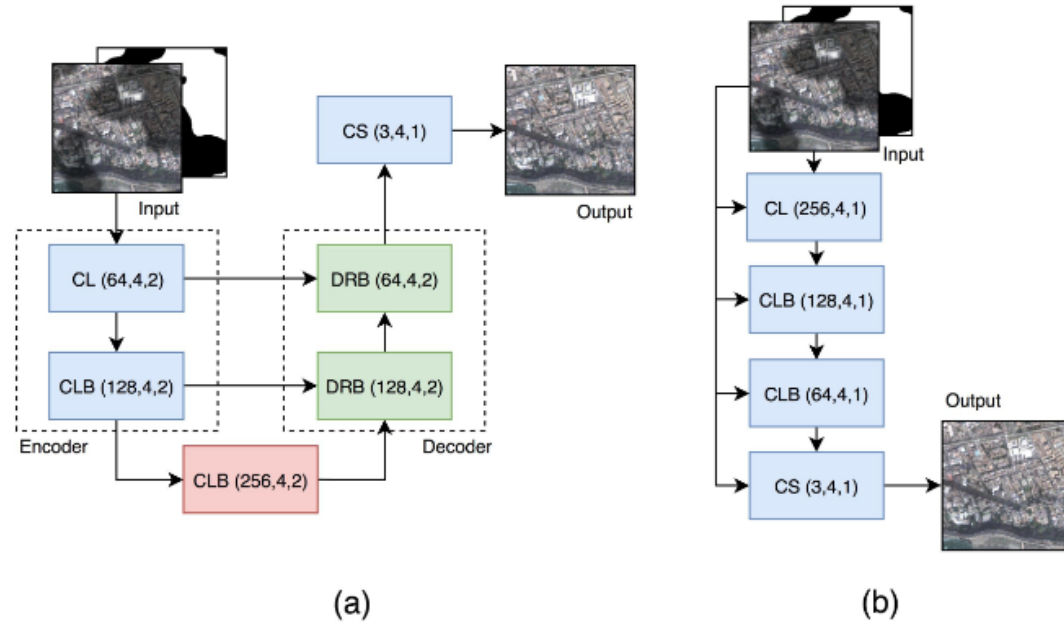 Input
CL (64,4,2)
CLB (128,4,2)
Encoder
CLB (256,4,2)
CS (3,4,1)
Output
DRB (64,4,2)
DRB (128,4,2)
Decoder
(a)
Input
CL (256,4,1)
CLB (128,4,1)
CLB (64,4,1)
CS (3,4,1)
Output
(b)